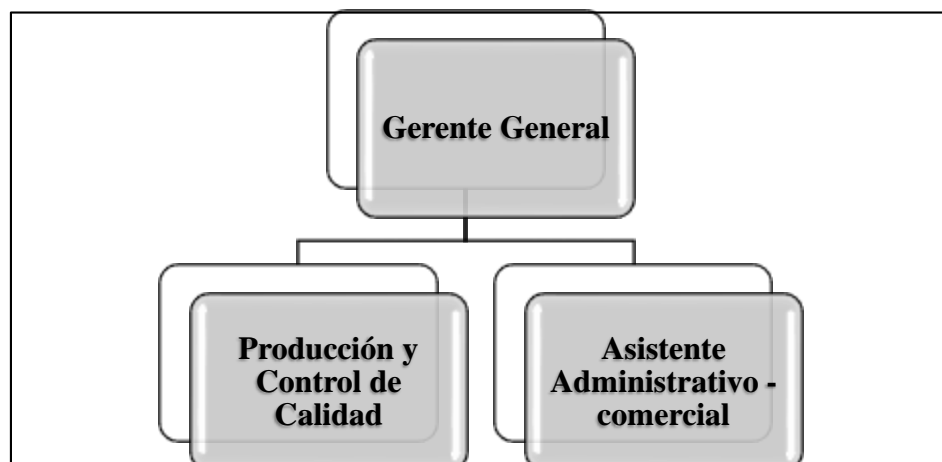 Gerente General
Producción y
Control de
Calidad
Asistente
Administrativo -
comercial